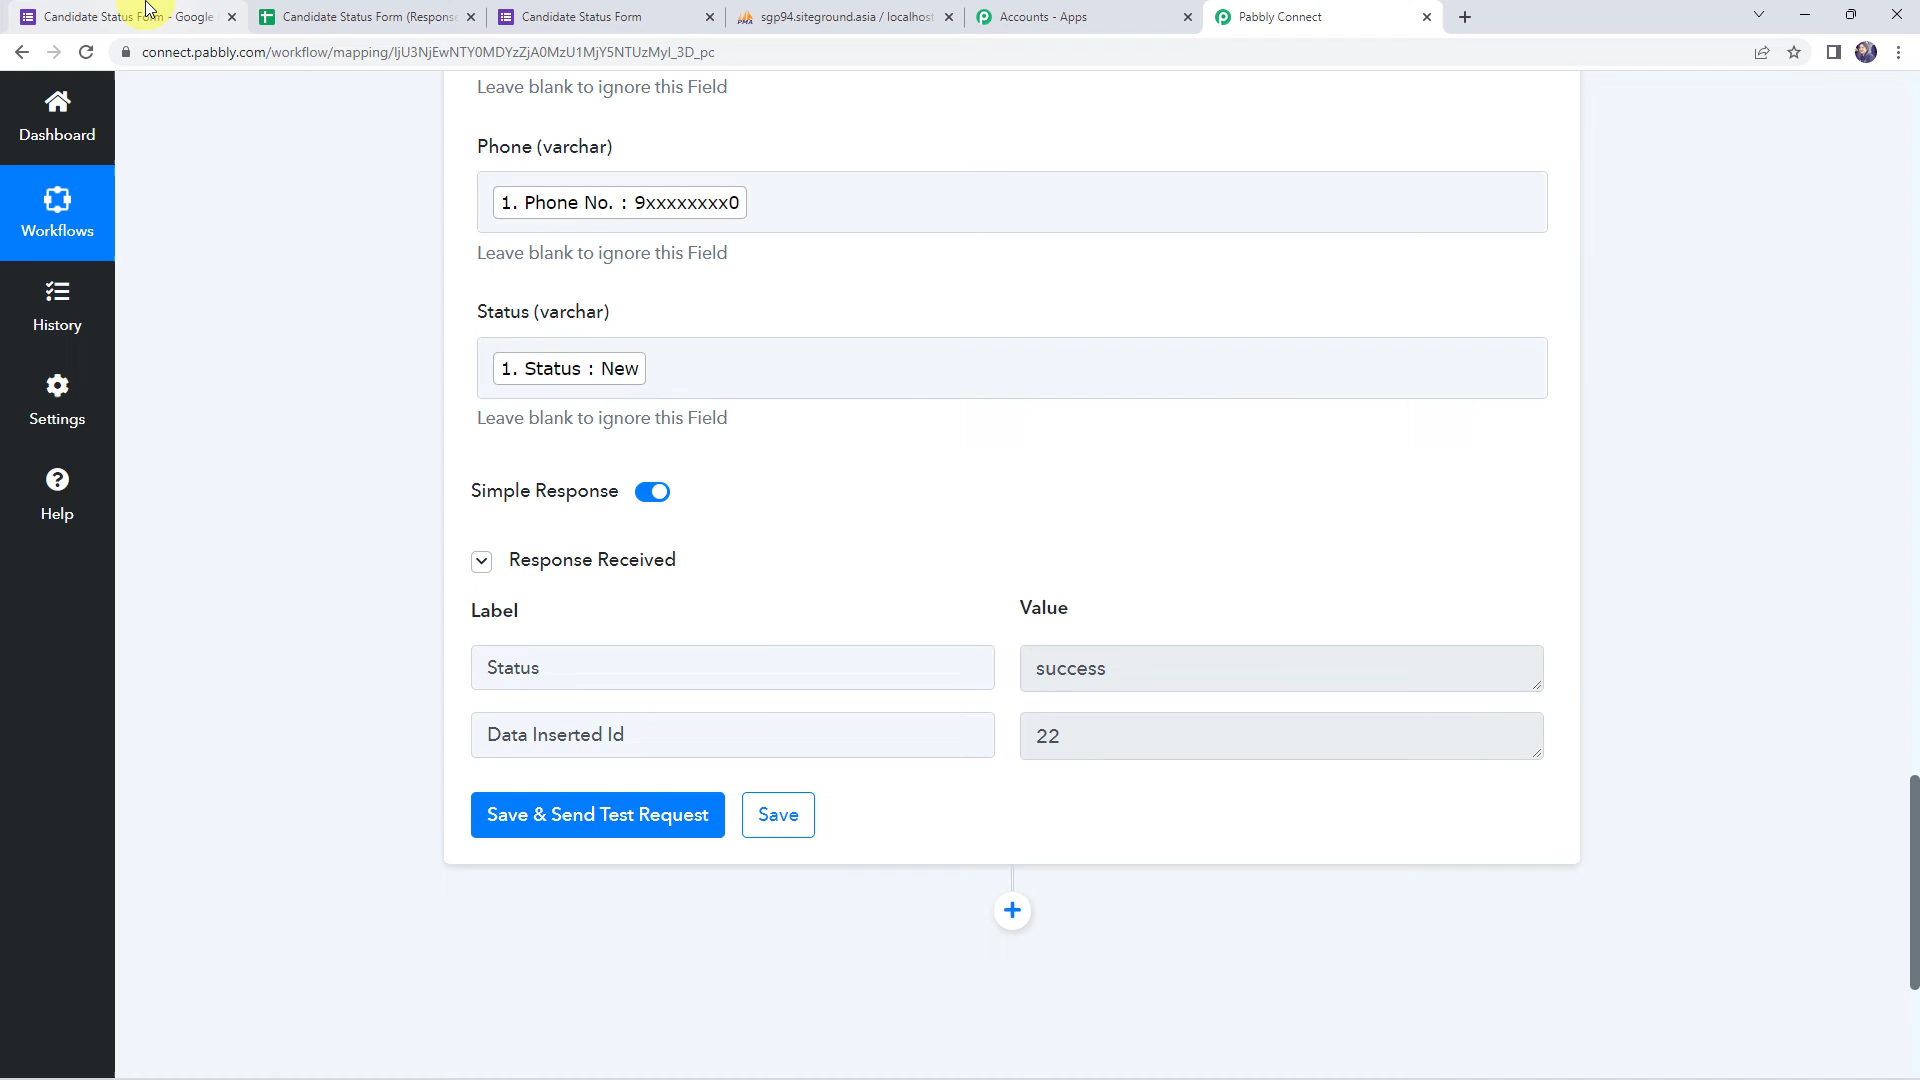 Candidate Status Form - Google
Candidate Status Form (Respons
Candidate Status Form
sgp94.siteground.asia / localhost
Accounts - Apps
Pabbly Connect
connect.pabbly.com/workflow/mapping/IjU3NjEwNTY0MDYzZjA0MzU1MjY5NTUzMyI_3D_pc
Dashboard
Workflows
History
Settings
Help
Leave blank to ignore this Field
Phone (varchar)
1. Phone No. : 9xxxxxxxx0
Leave blank to ignore this Field
Status (varchar)
1. Status : New
Leave blank to ignore this Field
Simple Response
Response Received
Label
Value
Status
success
Data Inserted Id
22
Save & Send Test Request
Save